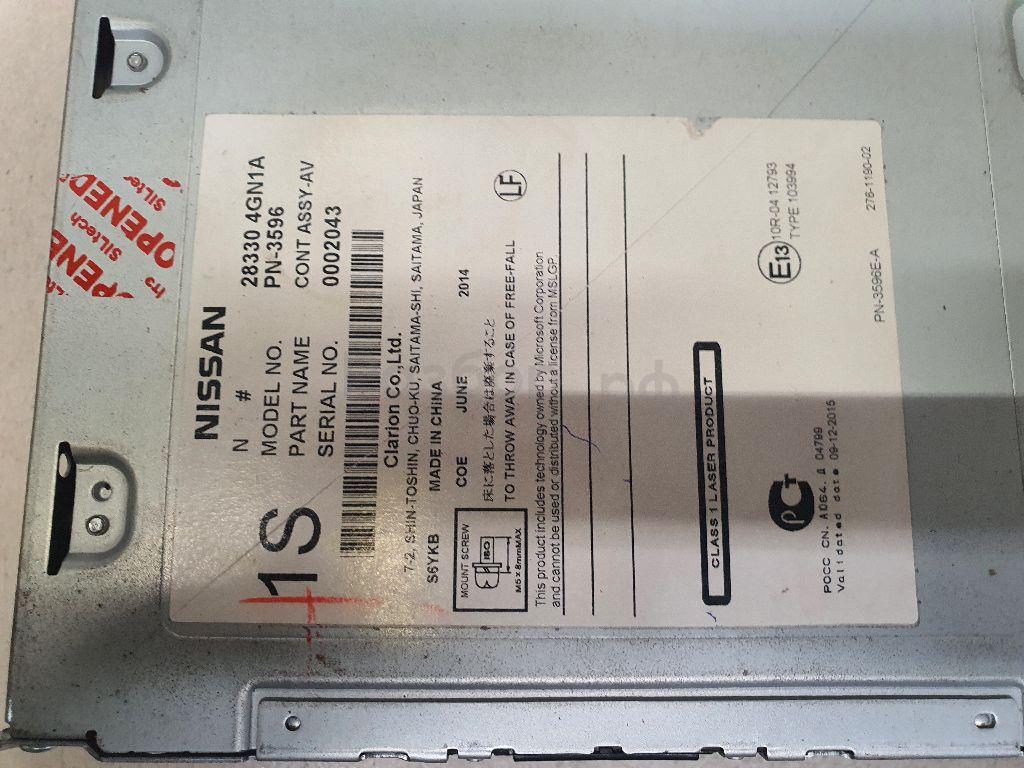 NISSAN
N # 28330 4GN1A
MODEL NO. PN-3596
PART NAME CONT ASSY-AV
SERIAL NO. 0002043
1S
Clarion Co.,Ltd.
7-2, SHIN-TOSHIN, CHUO-KU, SAITAMA-SHI, SAITAMA, JAPAN
S6YKB MADE IN CHINA
COE JUNE 2014
床に落とした場合は廃棄すること
TO THROW AWAY IN CASE OF FREE-FALL
LF
MOUNT SCREW
ISO
M5 x 8mmMAX
This product includes technology owned by Microsoft Corporation
and cannot be used or distributed without a license from MSLGP.
CLASS 1 LASER PRODUCT
E13 10R-04 12793
TYPE 103994
РСТ
РОСС CN. АО64. Д 04799
Validated date 09-12-2015
PN-3596E-A
276-1190-02
OPENED
SILtech
OPENED
SILte